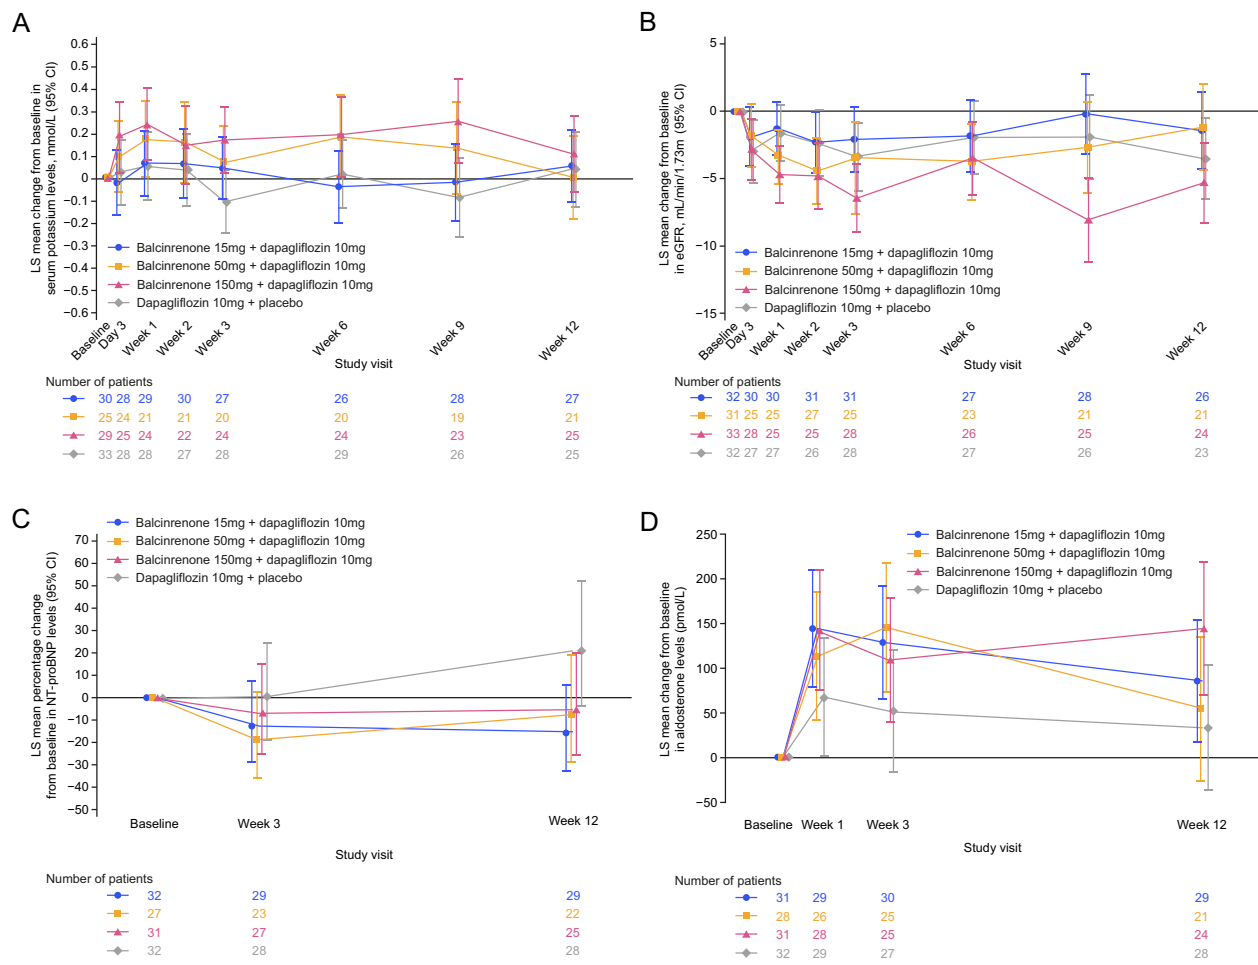 A
LS mean change from baseline in
serum potassium levels, mmol/L (95% CI)
0.6
0.5
0.4
0.3
0.2
0.1
0
−0.1
−0.2
−0.3
−0.4
−0.5
−0.6
Balcinrenone 15mg + dapagliflozin 10mg
Balcinrenone 50mg + dapagliflozin 10mg
Balcinrenone 150mg + dapagliflozin 10mg
Dapagliflozin 10mg + placebo
Baseline Day 3 Week 1 Week 2 Week 3 Week 6 Week 9 Week 12
Study visit
Number of patients
30 28 29 30 27 26 28 27
25 24 21 21 20 20 19 21
29 25 24 22 24 24 23 25
33 28 28 27 28 29 26 25
B
LS mean change from baseline
in eGFR, mL/min/1.73m (95% CI)
5
0
−5
−10
−15
Balcinrenone 15mg + dapagliflozin 10mg
Balcinrenone 50mg + dapagliflozin 10mg
Balcinrenone 150mg + dapagliflozin 10mg
Dapagliflozin 10mg + placebo
Baseline Day 3 Week 1 Week 2 Week 3 Week 6 Week 9 Week 12
Study visit
Number of patients
32 30 30 31 31 27 28 26
31 25 25 27 25 23 21 21
33 28 25 25 28 26 25 24
32 27 27 26 28 27 26 23
C
LS mean percentage change
from baseline in NT-proBNP levels (95% CI)
Balcinrenone 15mg + dapagliflozin 10mg
Balcinrenone 50mg + dapagliflozin 10mg
Balcinrenone 150mg + dapagliflozin 10mg
Dapagliflozin 10mg + placebo
70
60
50
40
30
20
10
0
−10
−20
−30
−40
−50
Baseline Week 3 Week 12
Study visit
Number of patients
32 29 29
27 23 22
31 27 25
32 28 28
D
LS mean change from baseline
in aldosterone levels (pmol/L)
Balcinrenone 15mg + dapagliflozin 10mg
Balcinrenone 50mg + dapagliflozin 10mg
Balcinrenone 150mg + dapagliflozin 10mg
Dapagliflozin 10mg + placebo
250
200
150
100
50
0
−50
Baseline Week 1 Week 3 Week 12
Study visit
Number of patients
31 29 30 29
28 26 25 21
31 28 25 24
32 29 27 28